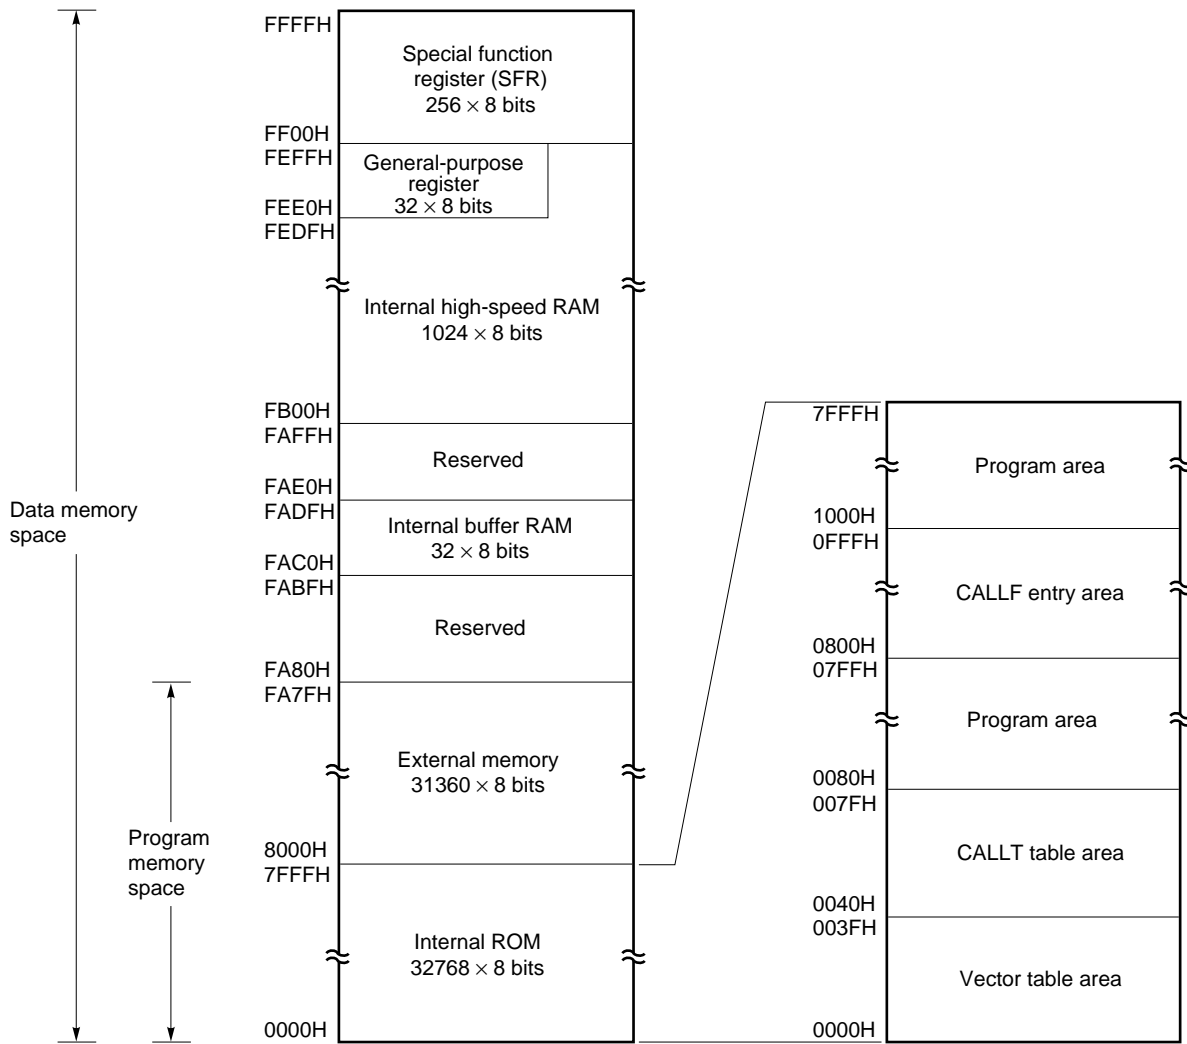 FFFFH
Special function
register (SFR)
256 × 8 bits
FF00H
FEFFH
General-purpose
register
32 × 8 bits
FEE0H
FEDFH
Internal high-speed RAM
1024 × 8 bits
FB00H
FAFFH
Reserved
FAE0H
FADFH
Internal buffer RAM
32 × 8 bits
FAC0H
FABFH
Reserved
FA80H
FA7FH
External memory
31360 × 8 bits
8000H
7FFFH
Internal ROM
32768 × 8 bits
0000H
Data memory
space
Program
memory
space
7FFFH
Program area
1000H
0FFFH
CALLF entry area
0800H
07FFH
Program area
0080H
007FH
CALLT table area
0040H
003FH
Vector table area
0000H